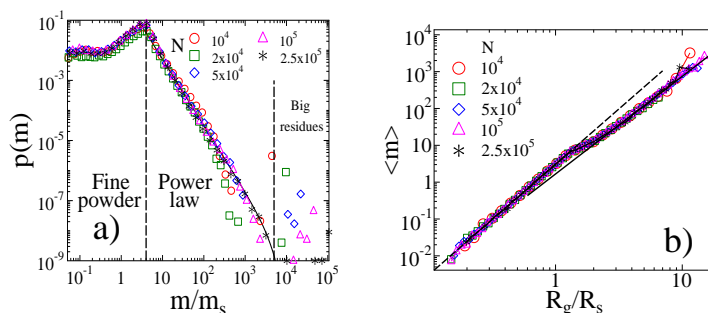 N
10^4
2x10^4
5x10^4
10^5
2.5x10^5
Big
residues
Fine
powder
Power
law
a)
p(m)
10^-1
10^-3
10^-5
10^-7
10^-9
10^-1
1
10
10^2
10^3
10^4
10^5
m/m_s
N
10^4
2x10^4
5x10^4
10^5
2.5x10^5
b)
<m>
10^4
10^3
10^2
10^1
10^0
10^-1
10^-2
1
10
R_g/R_s